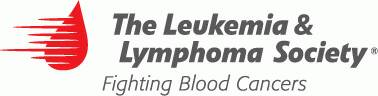 The Leukemia &
Lymphoma Society®
Fighting Blood Cancers